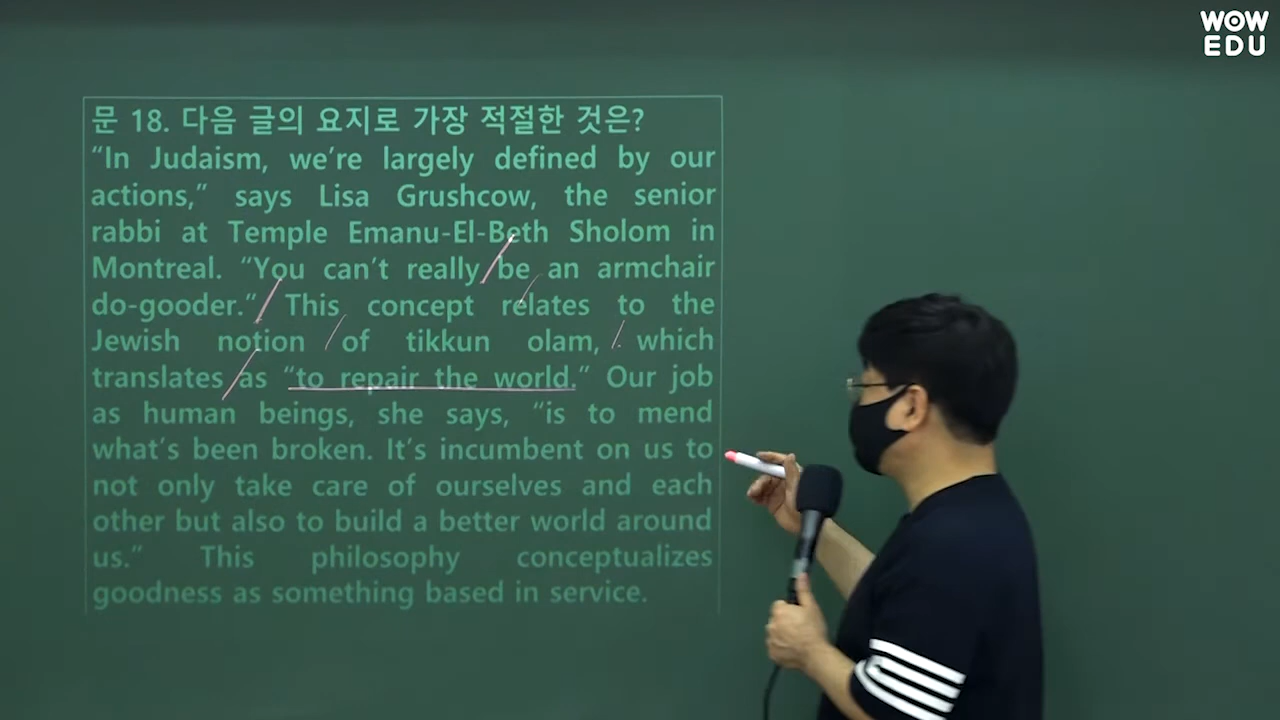 WOW
EDU
문 18. 다음 글의 요지로 가장 적절한 것은?
“In Judaism, we’re largely defined by our
actions,” says Lisa Grushcow, the senior
rabbi at Temple Emanu-El-Beth Sholom in
Montreal. “You can’t really be an armchair
do-gooder.” This concept relates to the
Jewish notion of tikkun olam, which
translates as “to repair the world.” Our job
as human beings, she says, “is to mend
what’s been broken. It’s incumbent on us to
not only take care of ourselves and each
other but also to build a better world around
us.” This philosophy conceptualizes
goodness as something based in service.